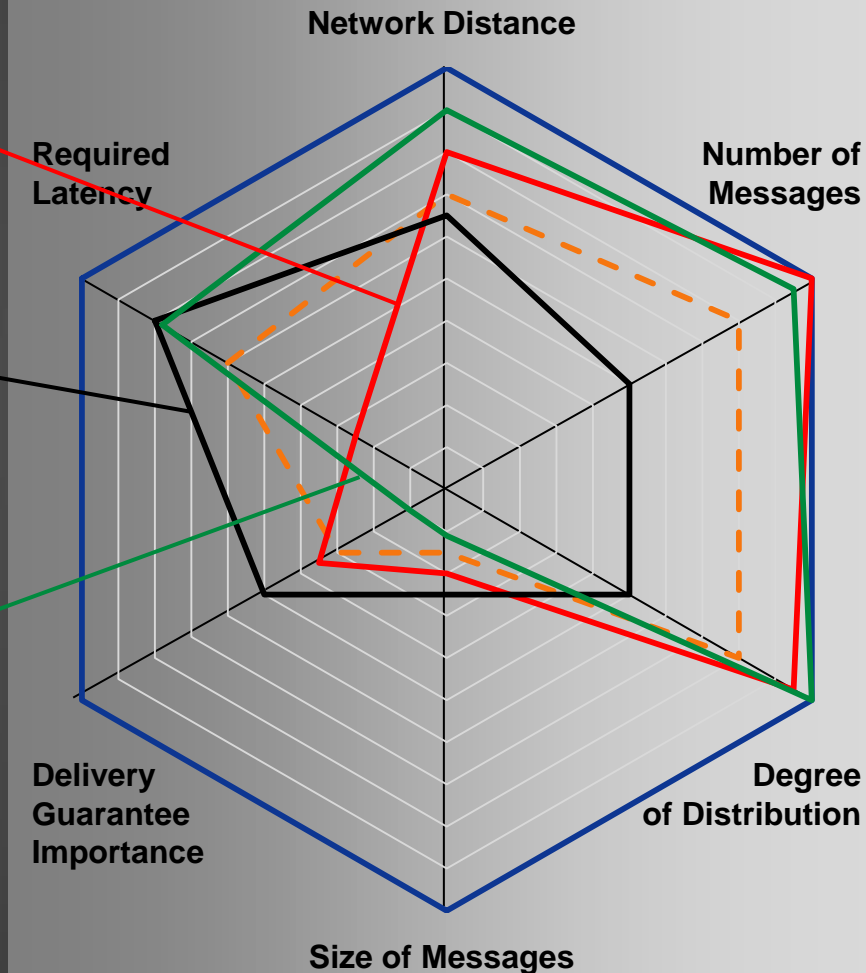 Network Distance
Required
Latency
Number of
Messages
Delivery
Guarantee
Importance
Degree
of Distribution
Size of Messages